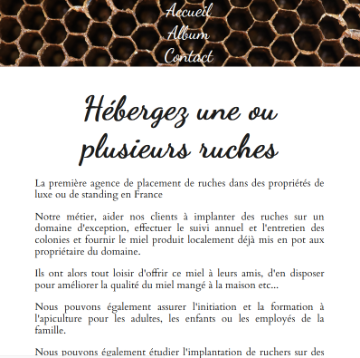 Accueil
Album
Contact
Hébergez une ou
plusieurs ruches
La première agence de placement de ruches dans des propriétés de
luxe ou de standing en France
Notre métier, aider nos clients à implanter des ruches sur un
domaine d'exception, effectuer le suivi annuel et l'entretien des
colonies et fournir le miel produit localement déjà mis en pot aux
propriétaire du domaine.
Ils ont alors tout loisir d'offrir ce miel à leurs amis, d'en disposer
pour améliorer la qualité du miel mangé à la maison etc...
Nous pouvons également assurer l'initiation et la formation à
l'apiculture pour les adultes, les enfants ou les employés de la
famille.
Nous pouvons également étudier l'implantation de ruchers sur des